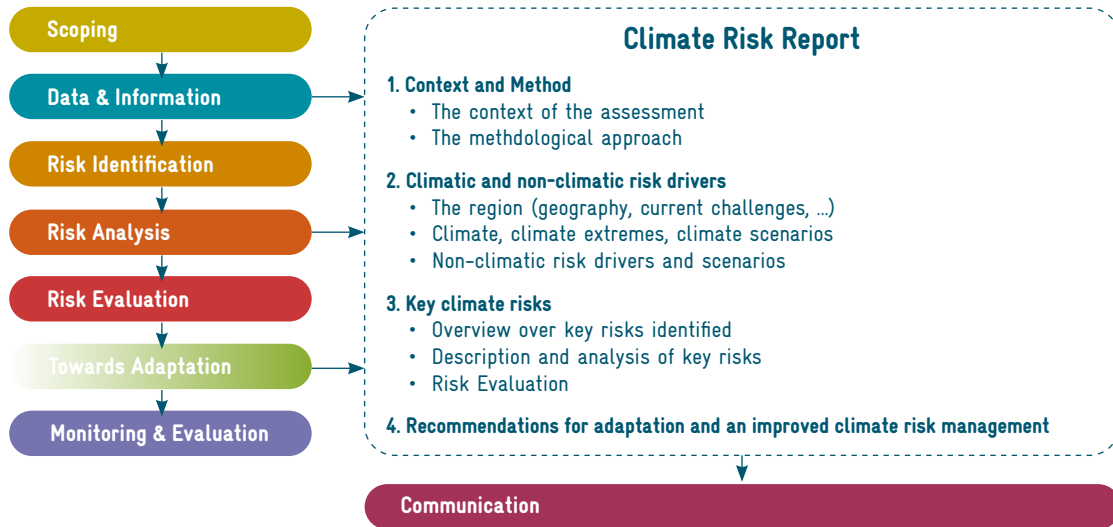 Scoping
Data & Information
Risk Identification
Risk Analysis
Risk Evaluation
Towards Adaptation
Monitoring & Evaluation
Climate Risk Report
1. Context and Method
• The context of the assessment
• The methdological approach
2. Climatic and non-climatic risk drivers
• The region (geography, current challenges, ...)
• Climate, climate extremes, climate scenarios
• Non-climatic risk drivers and scenarios
3. Key climate risks
• Overview over key risks identified
• Description and analysis of key risks
• Risk Evaluation
4. Recommendations for adaptation and an improved climate risk management
Communication